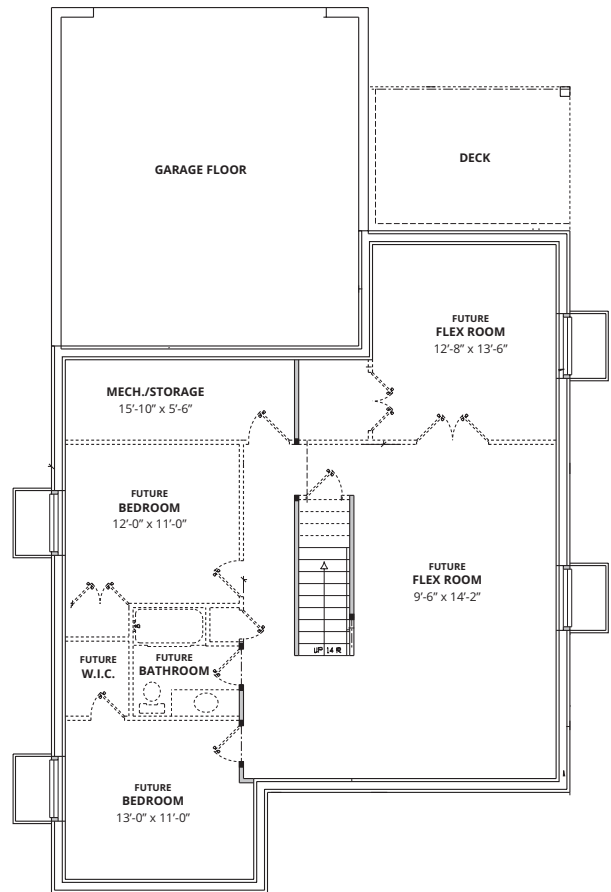 GARAGE FLOOR
DECK
FUTURE
FLEX ROOM
12'-8" x 13'-6"
MECH./STORAGE
15'-10" x 5'-6"
FUTURE
BEDROOM
12'-0" x 11'-0"
FUTURE
FLEX ROOM
9'-6" x 14'-2"
UP 14 R
FUTURE
W.I.C.
FUTURE
BATHROOM
FUTURE
BEDROOM
13'-0" x 11'-0"